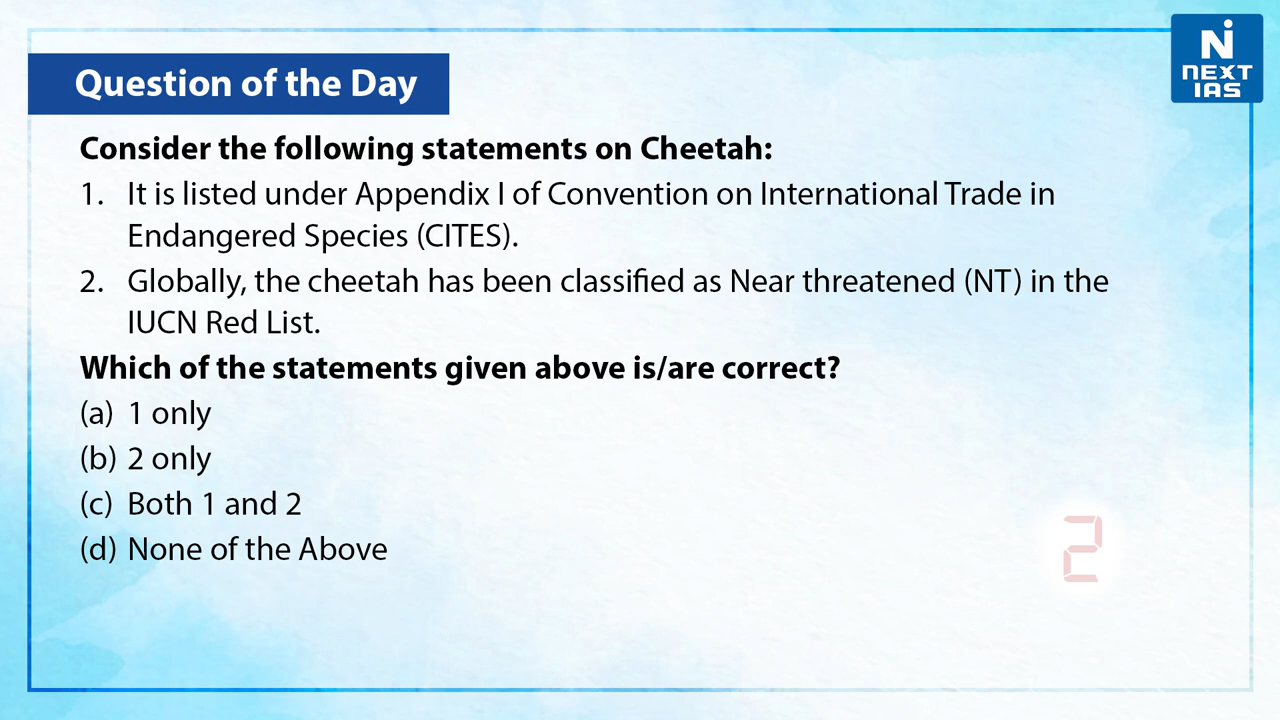 Question of the Day
NEXT
IAS
Consider the following statements on Cheetah:
1. It is listed under Appendix I of Convention on International Trade in
Endangered Species (CITES).
2. Globally, the cheetah has been classified as Near threatened (NT) in the
IUCN Red List.
Which of the statements given above is/are correct?
(a) 1 only
(b) 2 only
(c) Both 1 and 2
(d) None of the Above
2